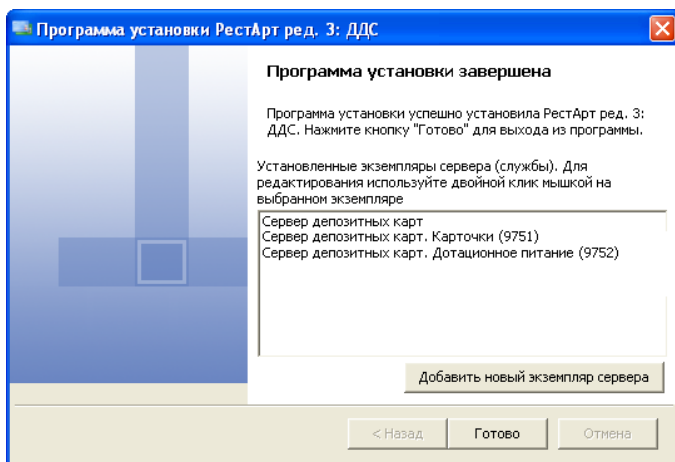 Программа установки РестАрт ред. 3: ДДС
Программа установки завершена
Программа установки успешно установила РестАрт ред. 3:
ДДС. Нажмите кнопку "Готово" для выхода из программы.
Установленные экземпляры сервера (службы). Для
редактирования используйте двойной клик мышкой на
выбранном экземпляре
Сервер депозитных карт
Сервер депозитных карт. Карточки (9751)
Сервер депозитных карт. Дотационное питание (9752)
Добавить новый экземпляр сервера
< Назад Готово Отмена